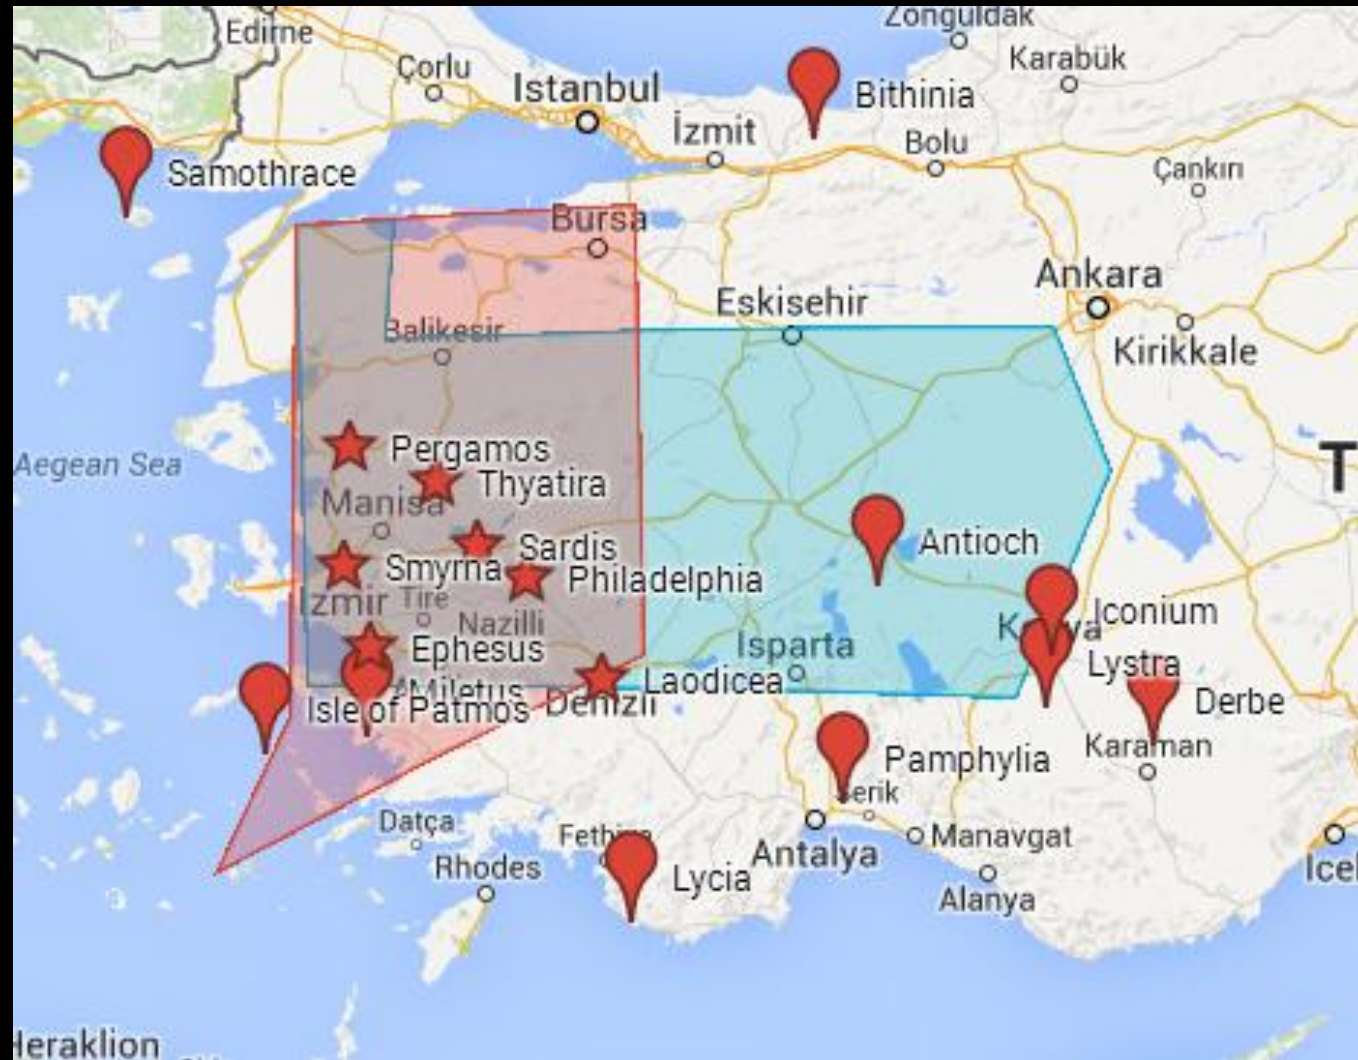 Zonguldak
Edirne
Karabük
Çorlu
Istanbul
Bithinia
İzmit
Bolu
Samothrace
Çankırı
Bursa
Ankara
Eskisehir
Balikesir
Kirikkale
Pergamos
Aegean Sea
Thyatira
Manisa
Antioch
Sardis
Smyrna
Philadelphia
Izmir
Tire
Iconium
Nazilli
Isparta
Ephesus
Lystra
Laodicea
Miletus
Isle of Patmos
Denizli
Derbe
Karaman
Pamphylia
Serik
Datça
Manavgat
Antalya
Rhodes
Lycia
Alanya